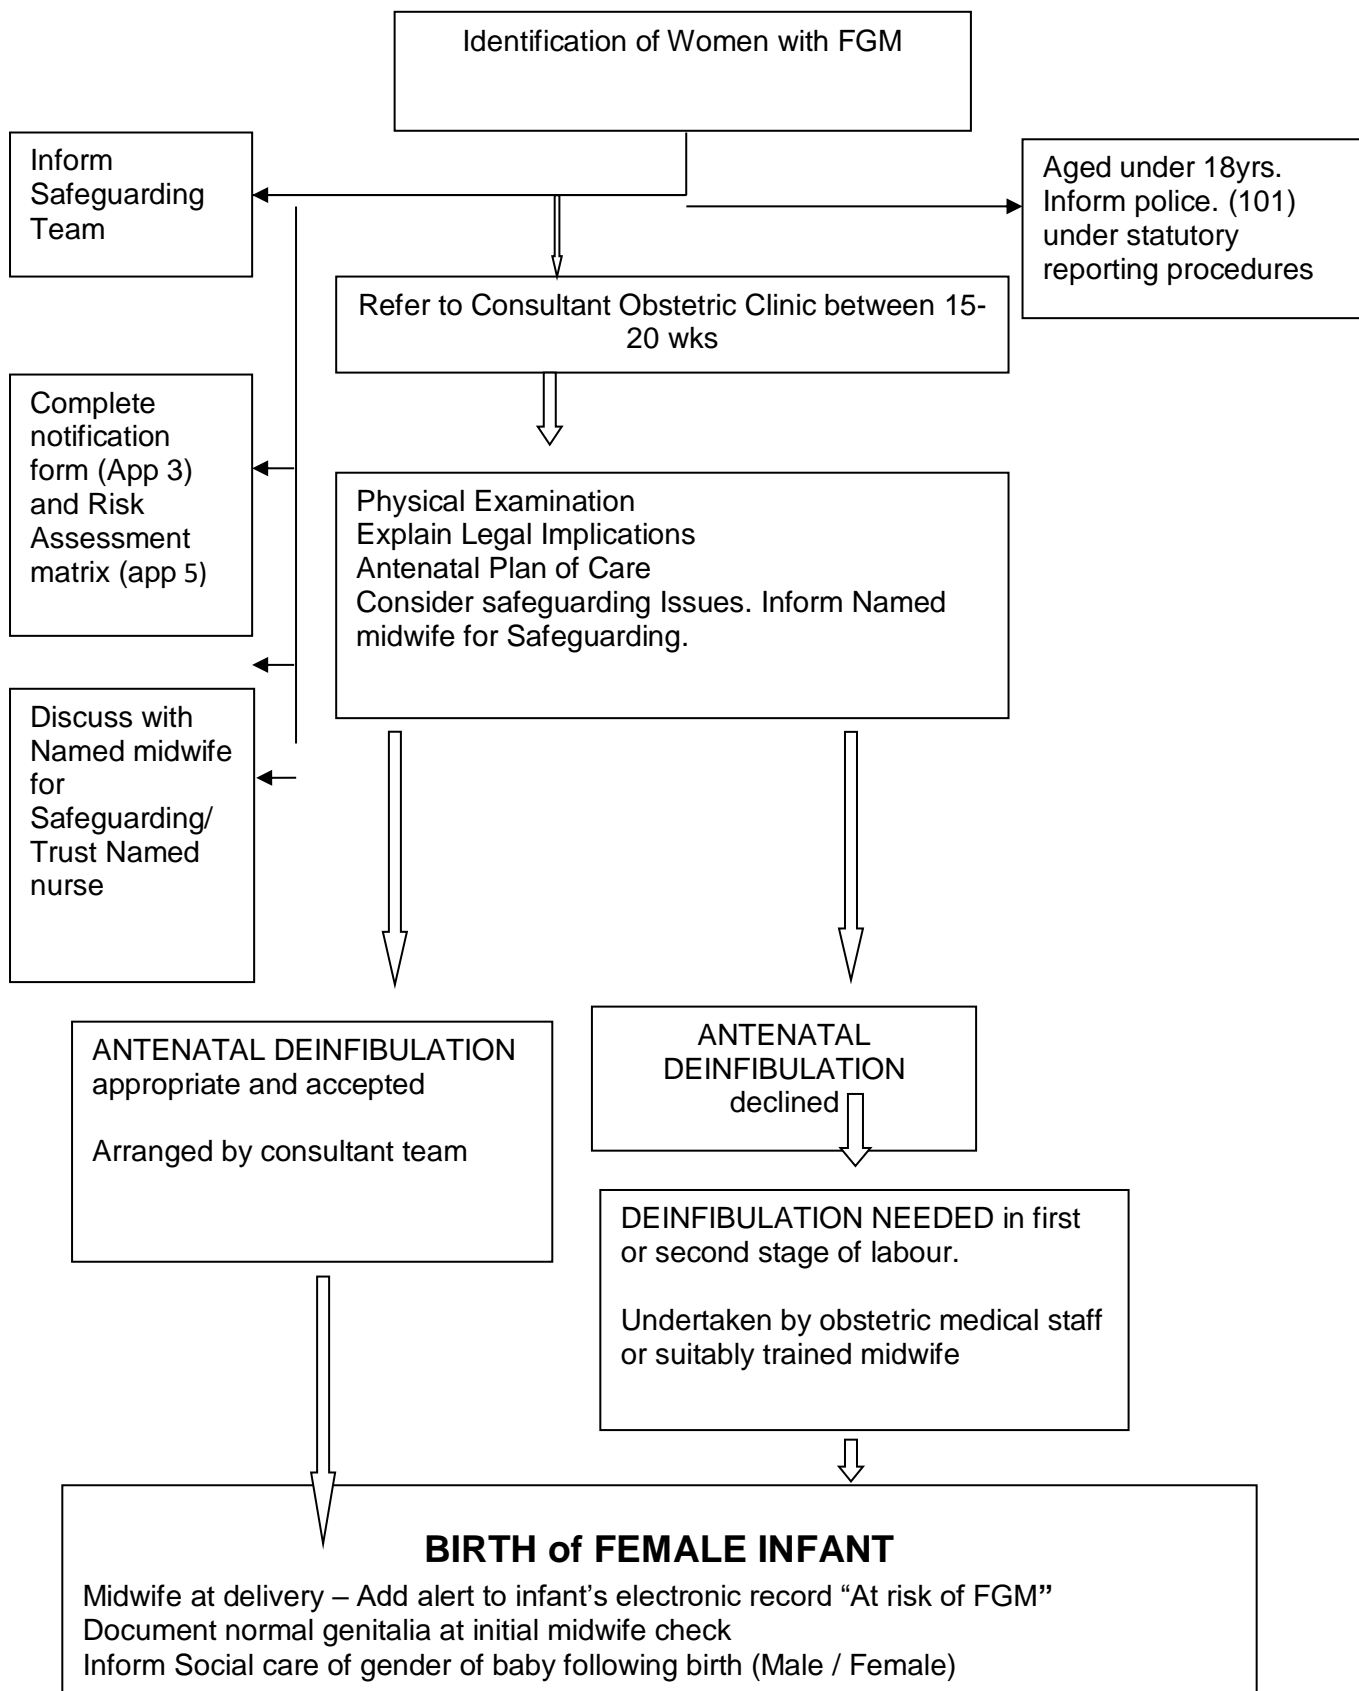 Identification of Women with FGM
Inform
Safeguarding
Team
Aged under 18yrs.
Inform police. (101)
under statutory
reporting procedures
Refer to Consultant Obstetric Clinic between 15-
20 wks
Complete
notification
form (App 3)
and Risk
Assessment
matrix (app 5)
Physical Examination
Explain Legal Implications
Antenatal Plan of Care
Consider safeguarding Issues. Inform Named
midwife for Safeguarding.
Discuss with
Named midwife
for
Safeguarding/
Trust Named
nurse
ANTENATAL DEINFIBULATION
appropriate and accepted
Arranged by consultant team
ANTENATAL
DEINFIBULATION
declined
DEINFIBULATION NEEDED in first
or second stage of labour.
Undertaken by obstetric medical staff
or suitably trained midwife
BIRTH of FEMALE INFANT
Midwife at delivery – Add alert to infant’s electronic record “At risk of FGM”
Document normal genitalia at initial midwife check
Inform Social care of gender of baby following birth (Male / Female)